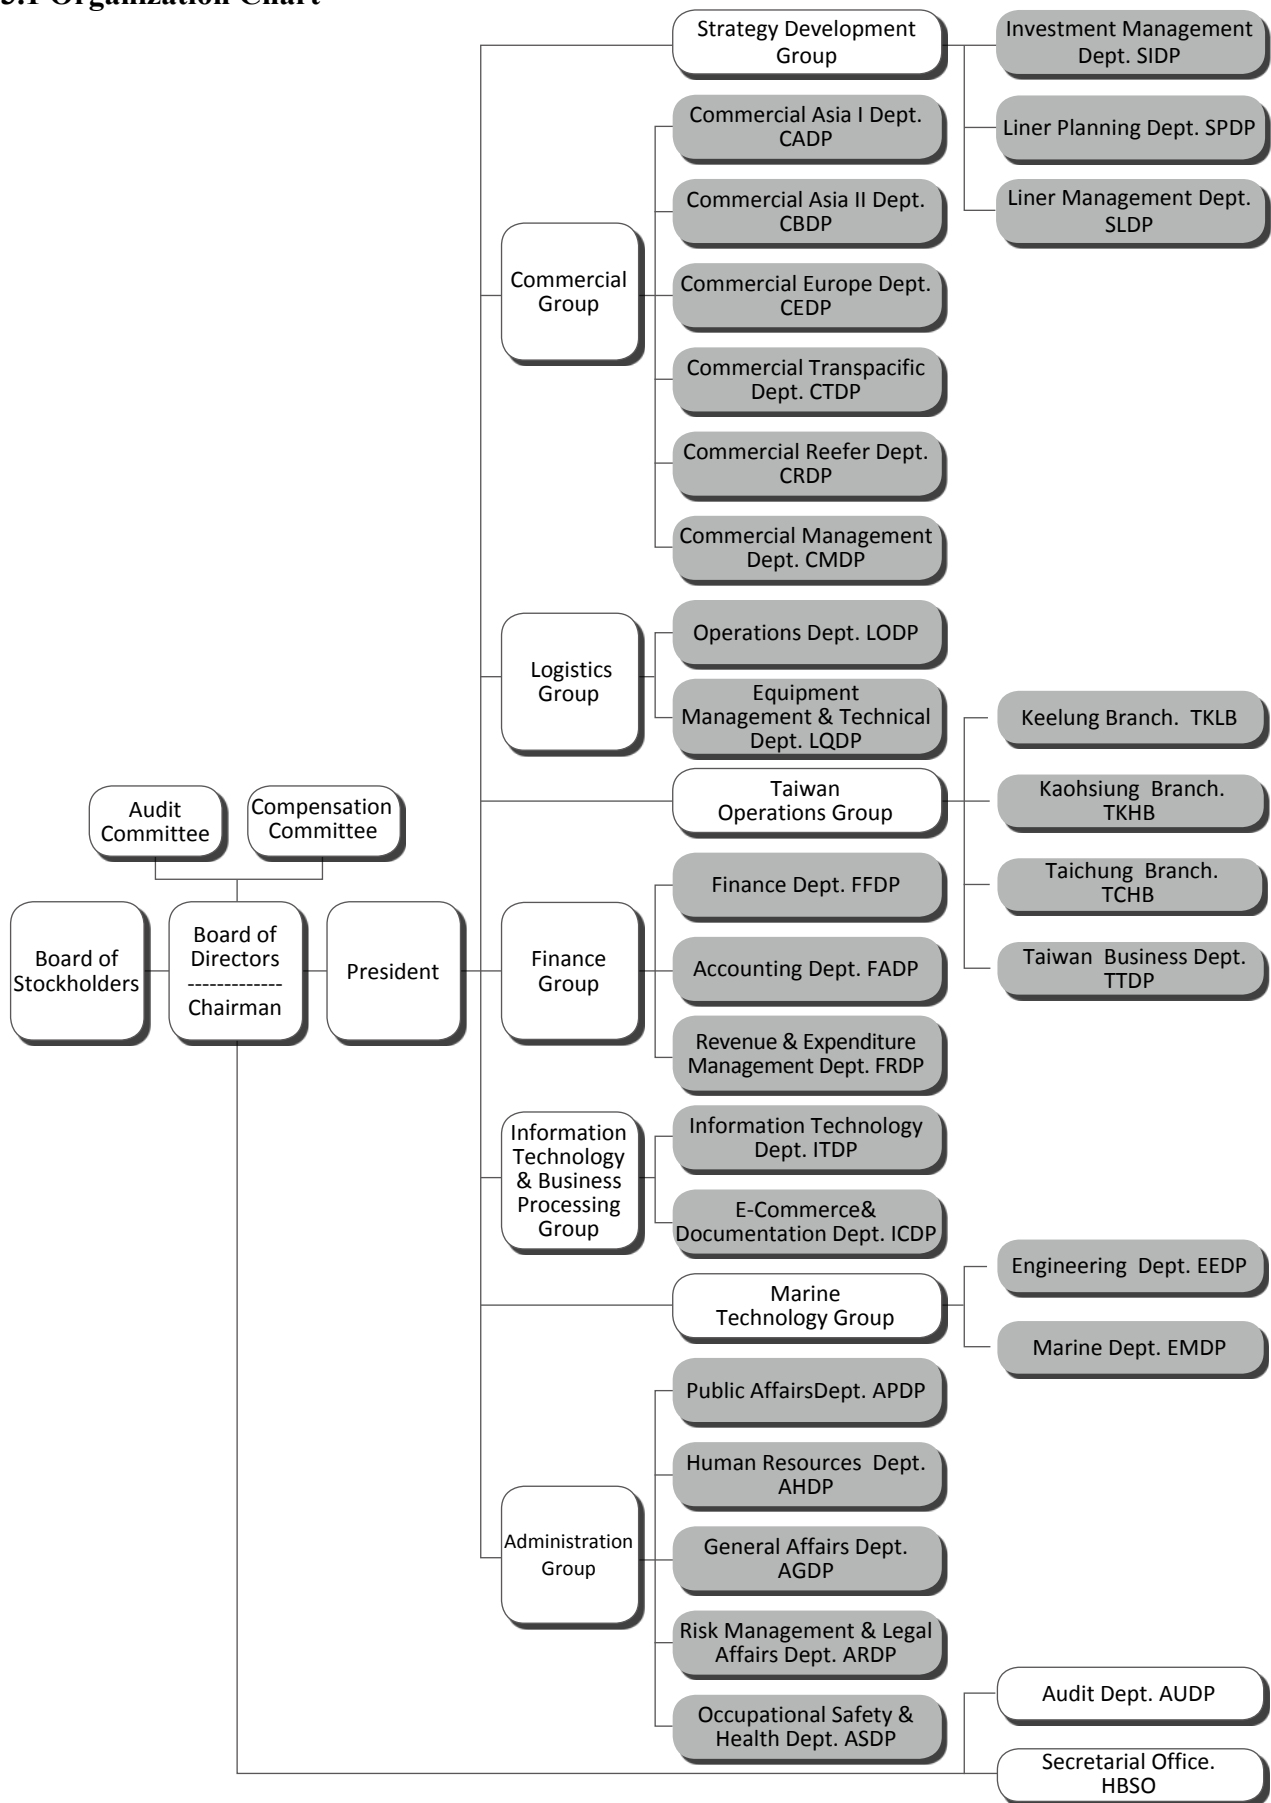 3.1 Organization Chart
Strategy Development
Group
Investment Management
Dept. SIDP
Liner Planning Dept. SPDP
Liner Management Dept.
SLDP
Commercial
Group
Commercial Asia I Dept.
CADP
Commercial Asia II Dept.
CBDP
Commercial Europe Dept.
CEDP
Commercial Transpacific
Dept. CTDP
Commercial Reefer Dept.
CRDP
Commercial Management
Dept. CMDP
Logistics
Group
Operations Dept. LODP
Equipment
Management & Technical
Dept. LQDP
Taiwan
Operations Group
Keelung Branch.  TKLB
Kaohsiung  Branch.
TKHB
Taichung  Branch.
TCHB
Taiwan  Business Dept.
TTDP
Audit
Committee
Compensation
Committee
Board of
Stockholders
Board of
Directors
-------------
Chairman
President
Finance
Group
Finance Dept. FFDP
Accounting Dept. FADP
Revenue & Expenditure
Management Dept. FRDP
Information
Technology
& Business
Processing
Group
Information Technology
Dept. ITDP
E-Commerce&
Documentation Dept. ICDP
Marine
Technology Group
Engineering  Dept. EEDP
Marine Dept. EMDP
Administration
Group
Public AffairsDept. APDP
Human Resources  Dept.
AHDP
General Affairs Dept.
AGDP
Risk Management & Legal
Affairs Dept. ARDP
Occupational Safety &
Health Dept. ASDP
Audit Dept. AUDP
Secretarial Office.
HBSO